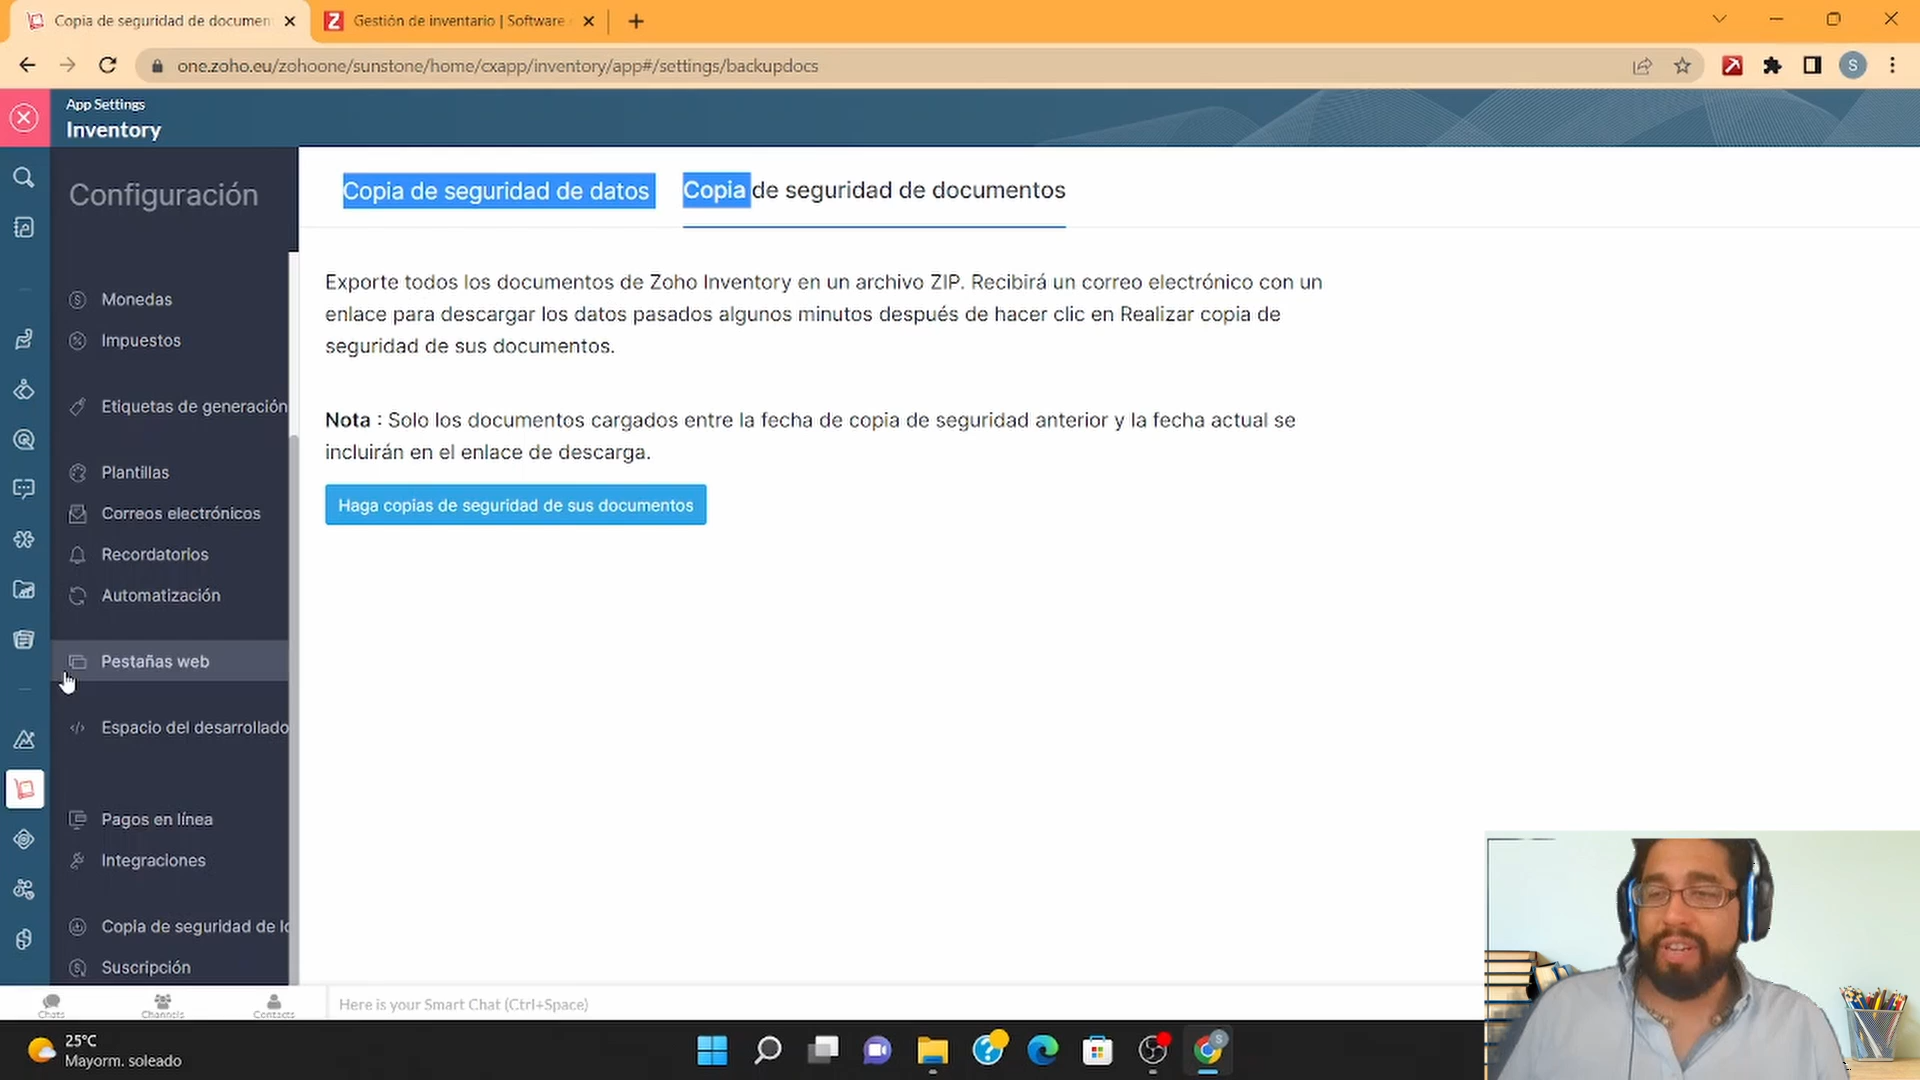 Copia de seguridad de documen
Gestión de inventario | Software
one.zoho.eu/zohoone/sunstone/home/cxapp/inventory/app#/settings/backupdocs
S
App Settings
Inventory
Configuración
Copia de seguridad de datos
Copia de seguridad de documentos
Exporte todos los documentos de Zoho Inventory en un archivo ZIP. Recibirá un correo electrónico con un
enlace para descargar los datos pasados algunos minutos después de hacer clic en Realizar copia de
seguridad de sus documentos.
Nota : Solo los documentos cargados entre la fecha de copia de seguridad anterior y la fecha actual se
incluirán en el enlace de descarga.
Haga copias de seguridad de sus documentos
Monedas
Impuestos
Etiquetas de generación
Plantillas
Correos electrónicos
Recordatorios
Automatización
Pestañas web
Espacio del desarrollado
Pagos en línea
Integraciones
Copia de seguridad de lo
Suscripción
Chats
Channels
Contacts
Here is your Smart Chat (Ctrl+Space)
25°C
Mayorm. soleado